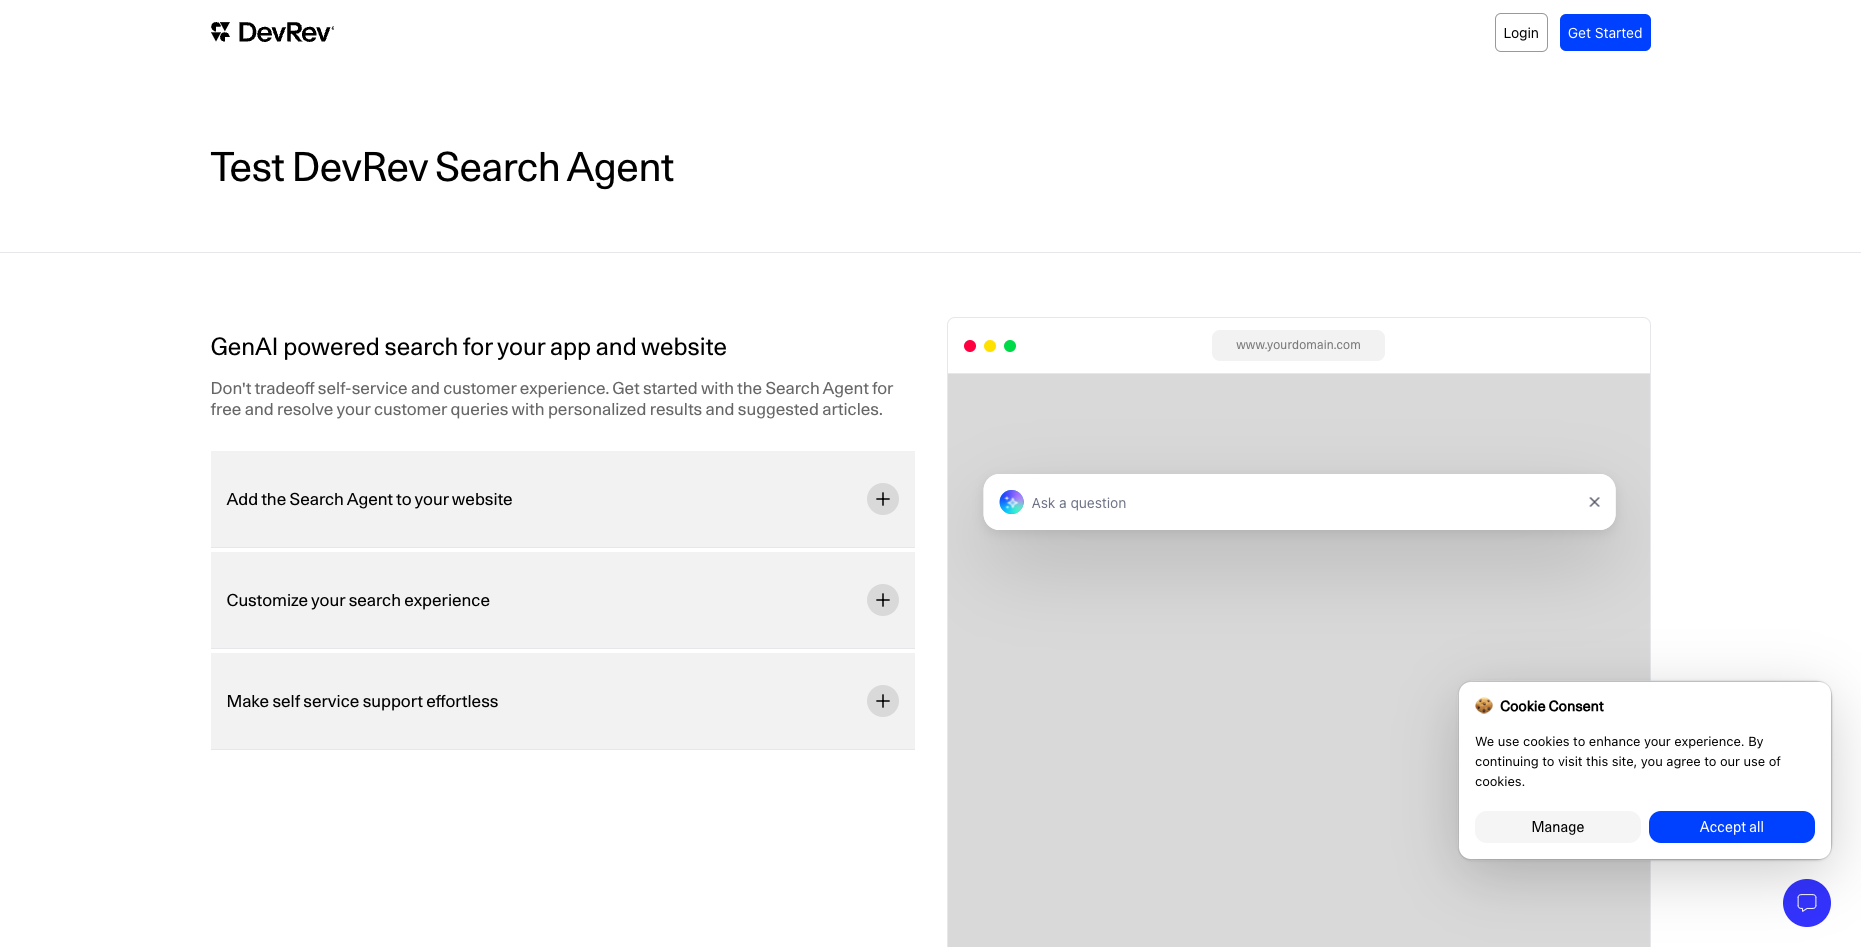 DevRev
Login
Get Started
Test DevRev Search Agent
GenAI powered search for your app and website
Don't tradeoff self-service and customer experience. Get started with the Search Agent for
free and resolve your customer queries with personalized results and suggested articles.
Add the Search Agent to your website
Customize your search experience
Make self service support effortless
www.yourdomain.com
Ask a question
Cookie Consent
We use cookies to enhance your experience. By
continuing to visit this site, you agree to our use of
cookies.
Manage
Accept all